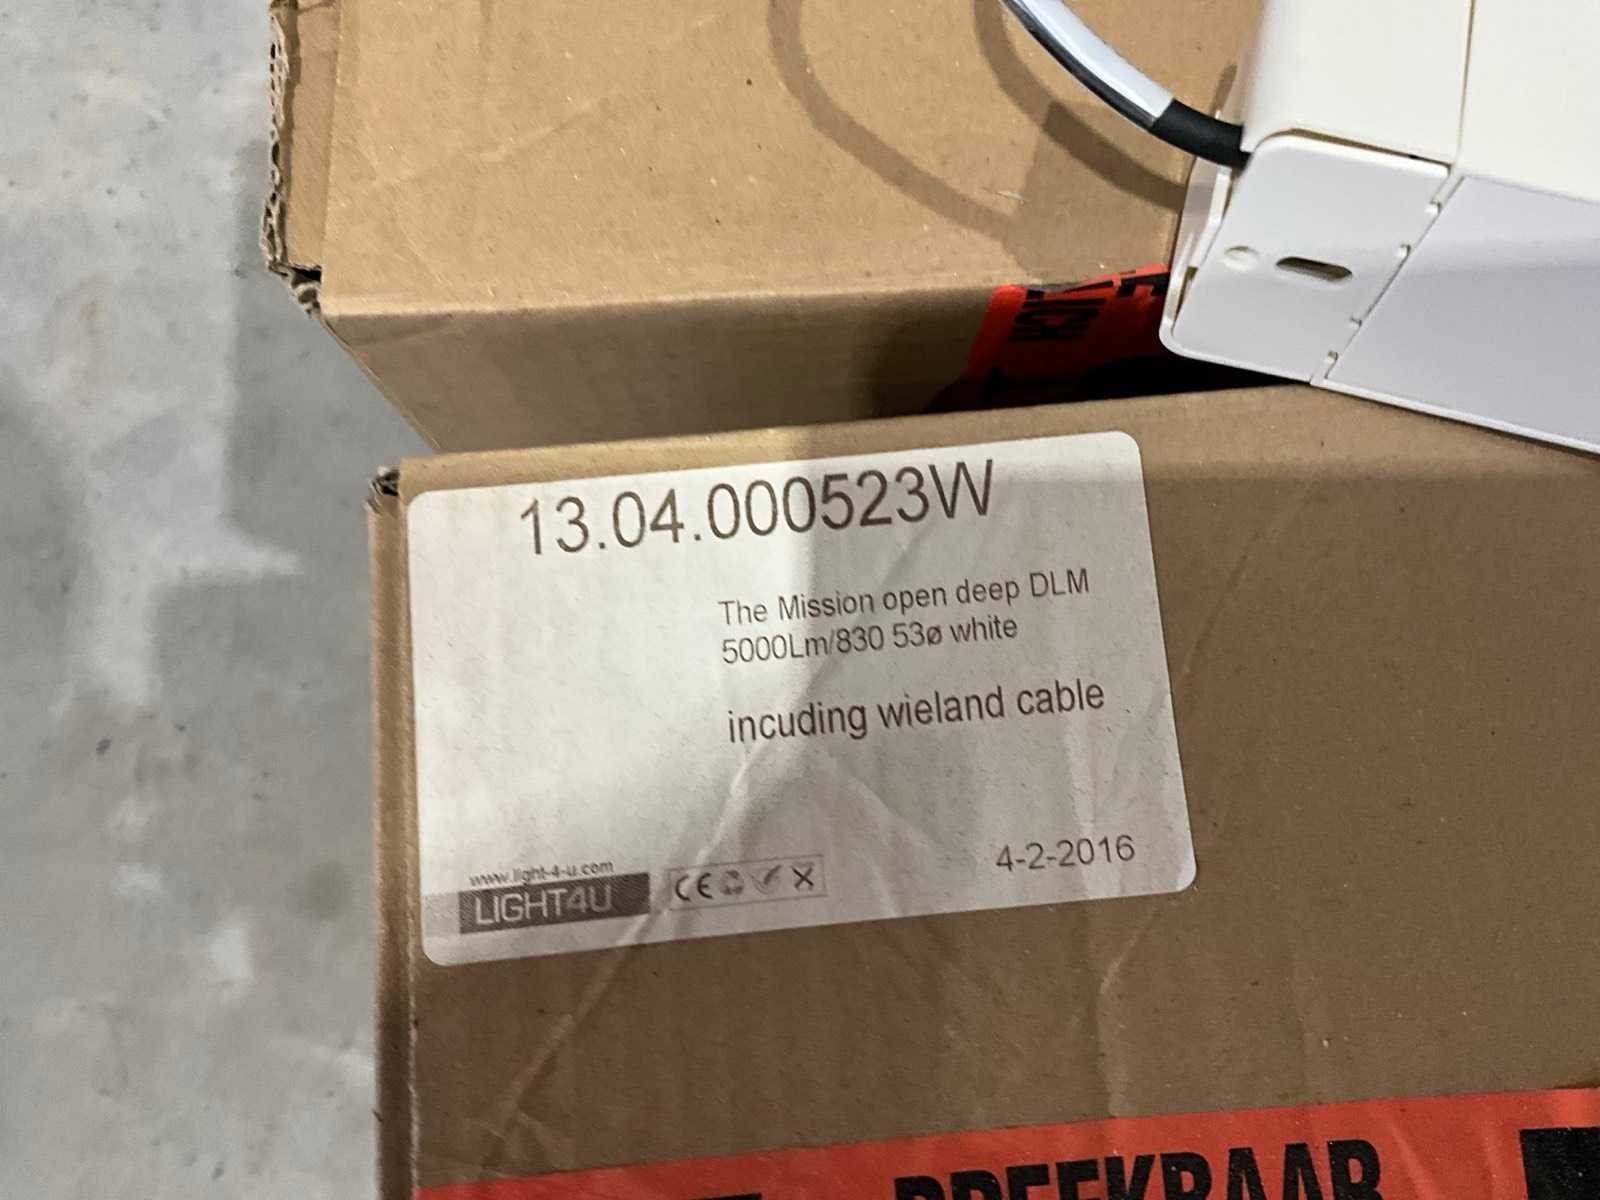 13.04.000523W
The Mission open deep DLM
5000Lm/830 53ø white
incuding wieland cable
4-2-2016
www.light-4-u.com
LIGHT4U
CE
BREEKBAAR